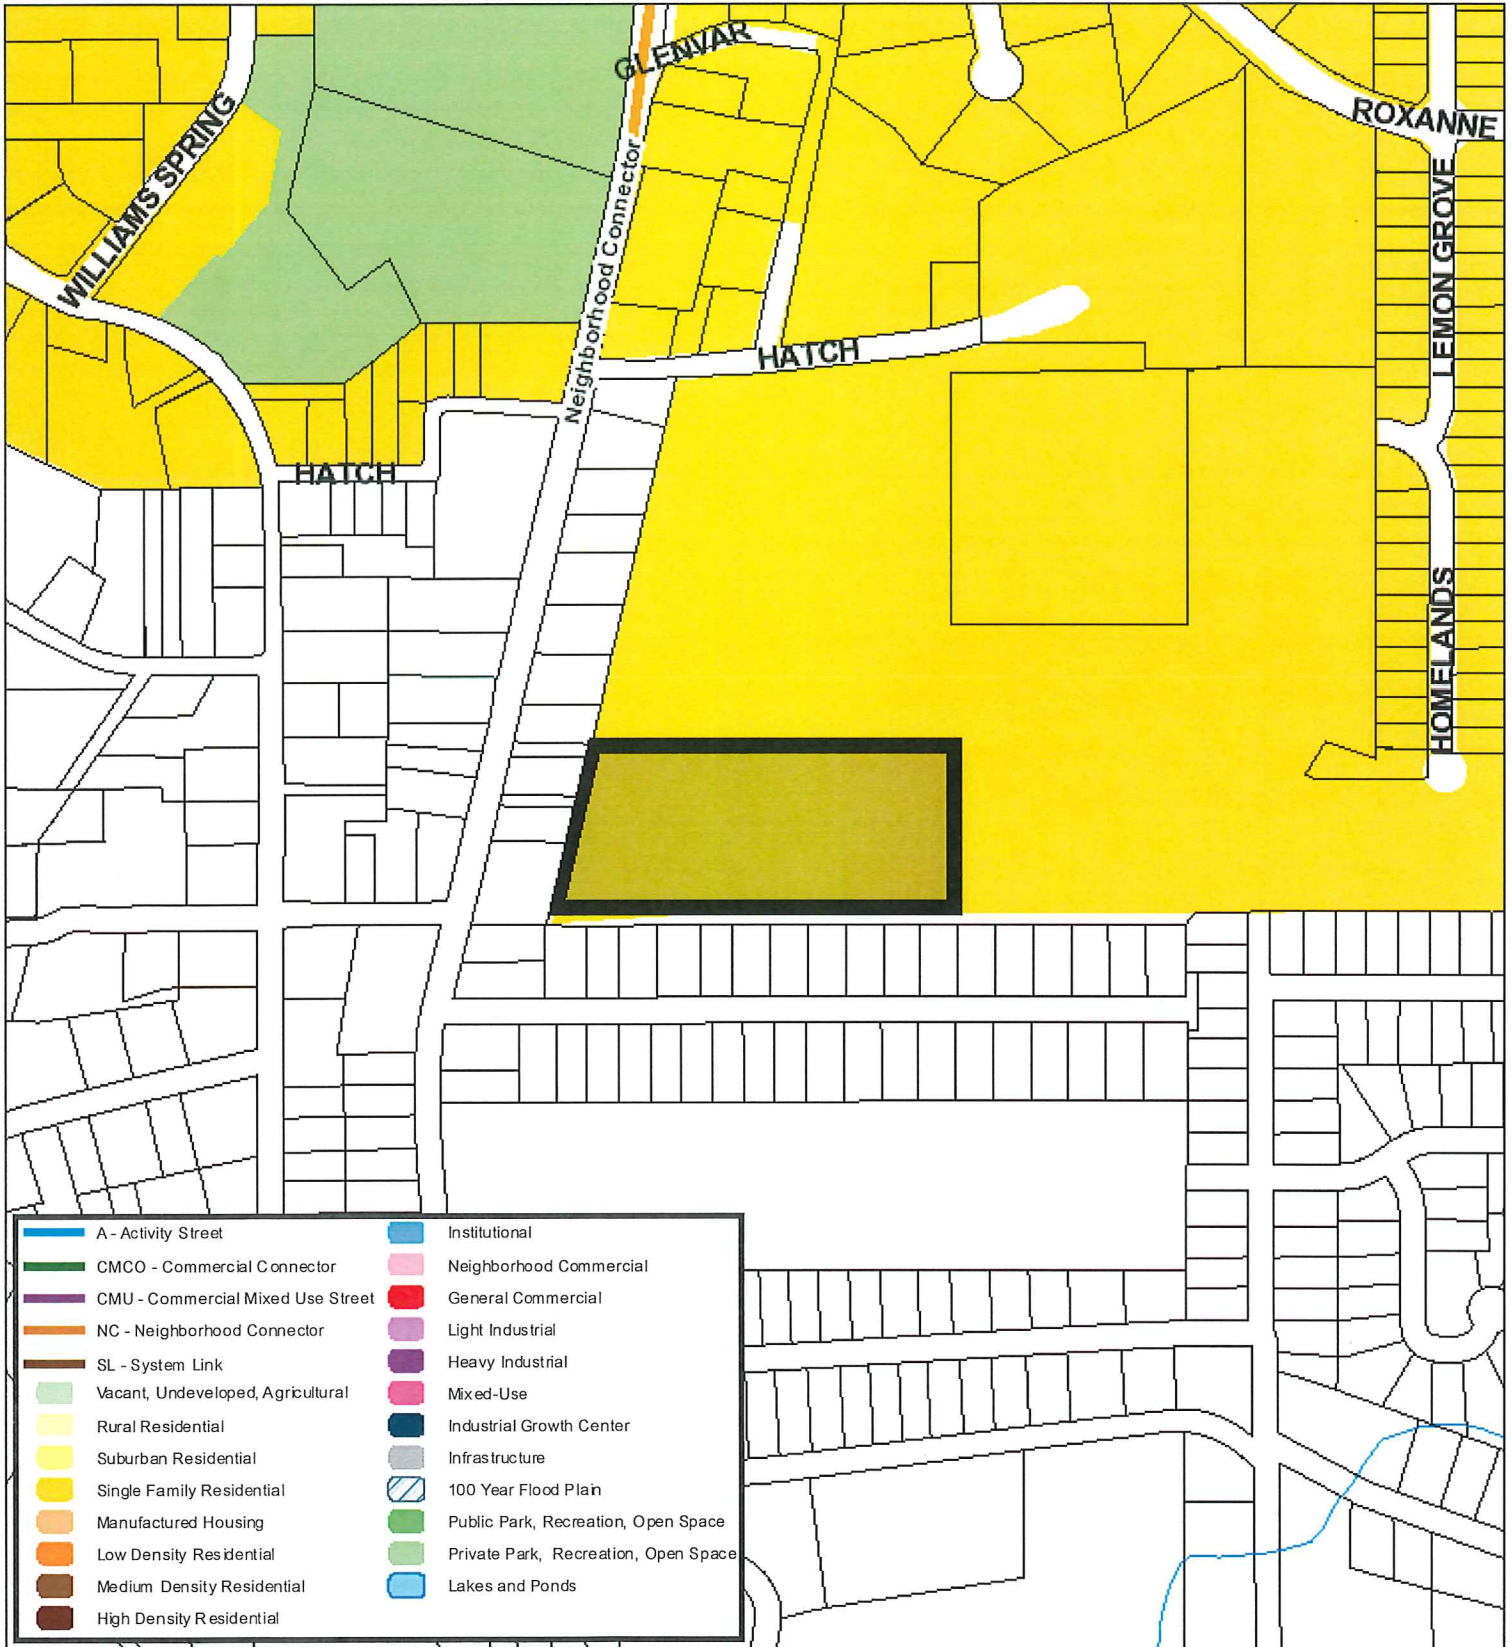 GLENVAR
ROXANNE
WILLIAMS SPRING
Neighborhood Connector
LEMON GROVE
HATCH
HATCH
HOMELANDS
A - Activity Street
CMCO - Commercial Connector
CMU - Commercial Mixed Use Street
NC - Neighborhood Connector
SL - System Link
Vacant, Undeveloped, Agricultural
Rural Residential
Suburban Residential
Single Family Residential
Manufactured Housing
Low Density Residential
Medium Density Residential
High Density Residential
Institutional
Neighborhood Commercial
General Commercial
Light Industrial
Heavy Industrial
Mixed-Use
Industrial Growth Center
Infrastructure
100 Year Flood Plain
Public Park, Recreation, Open Space
Private Park, Recreation, Open Space
Lakes and Ponds